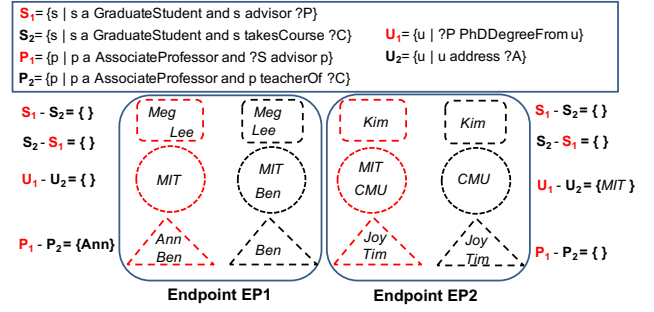 S₁={s | s a GraduateStudent and s advisor ?P}
S₂={s | s a GraduateStudent and s takesCourse ?C}
U₁={u | ?P PhDDegreeFrom u}
P₁={p | p a AssociateProfessor and ?S advisor p}
U₂={u | u address ?A}
P₂={p | p a AssociateProfessor and p teacherOf ?C}
S₁ - S₂= { }
Meg
Lee
Meg
Lee
Kim
Kim
S₁ - S₂= { }
S₂ - S₁= { }
S₂ - S₁= { }
U₁ - U₂= { }
MIT
MIT
Ben
MIT
CMU
CMU
U₁ - U₂= {MIT }
P₁ - P₂= {Ann}
Ann
Ben
Ben
Joy
Tim
Joy
Tim
P₁ - P₂= { }
Endpoint EP1
Endpoint EP2